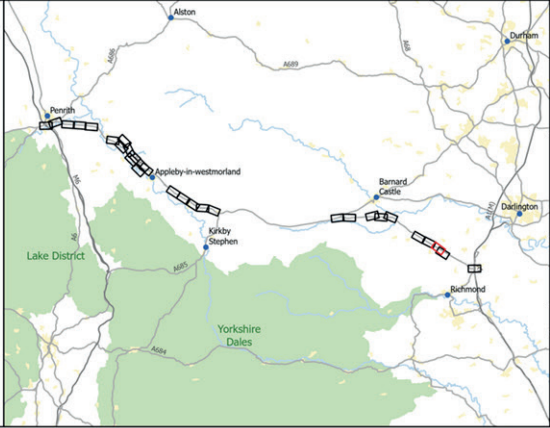 Alston
Durham
A686
A68
A689
Penrith
Appleby-in-westmorland
Barnard
Castle
M6
A1(M)
Darlington
A6
Kirkby
Stephen
Lake District
A685
Richmond
Yorkshire
Dales
A684